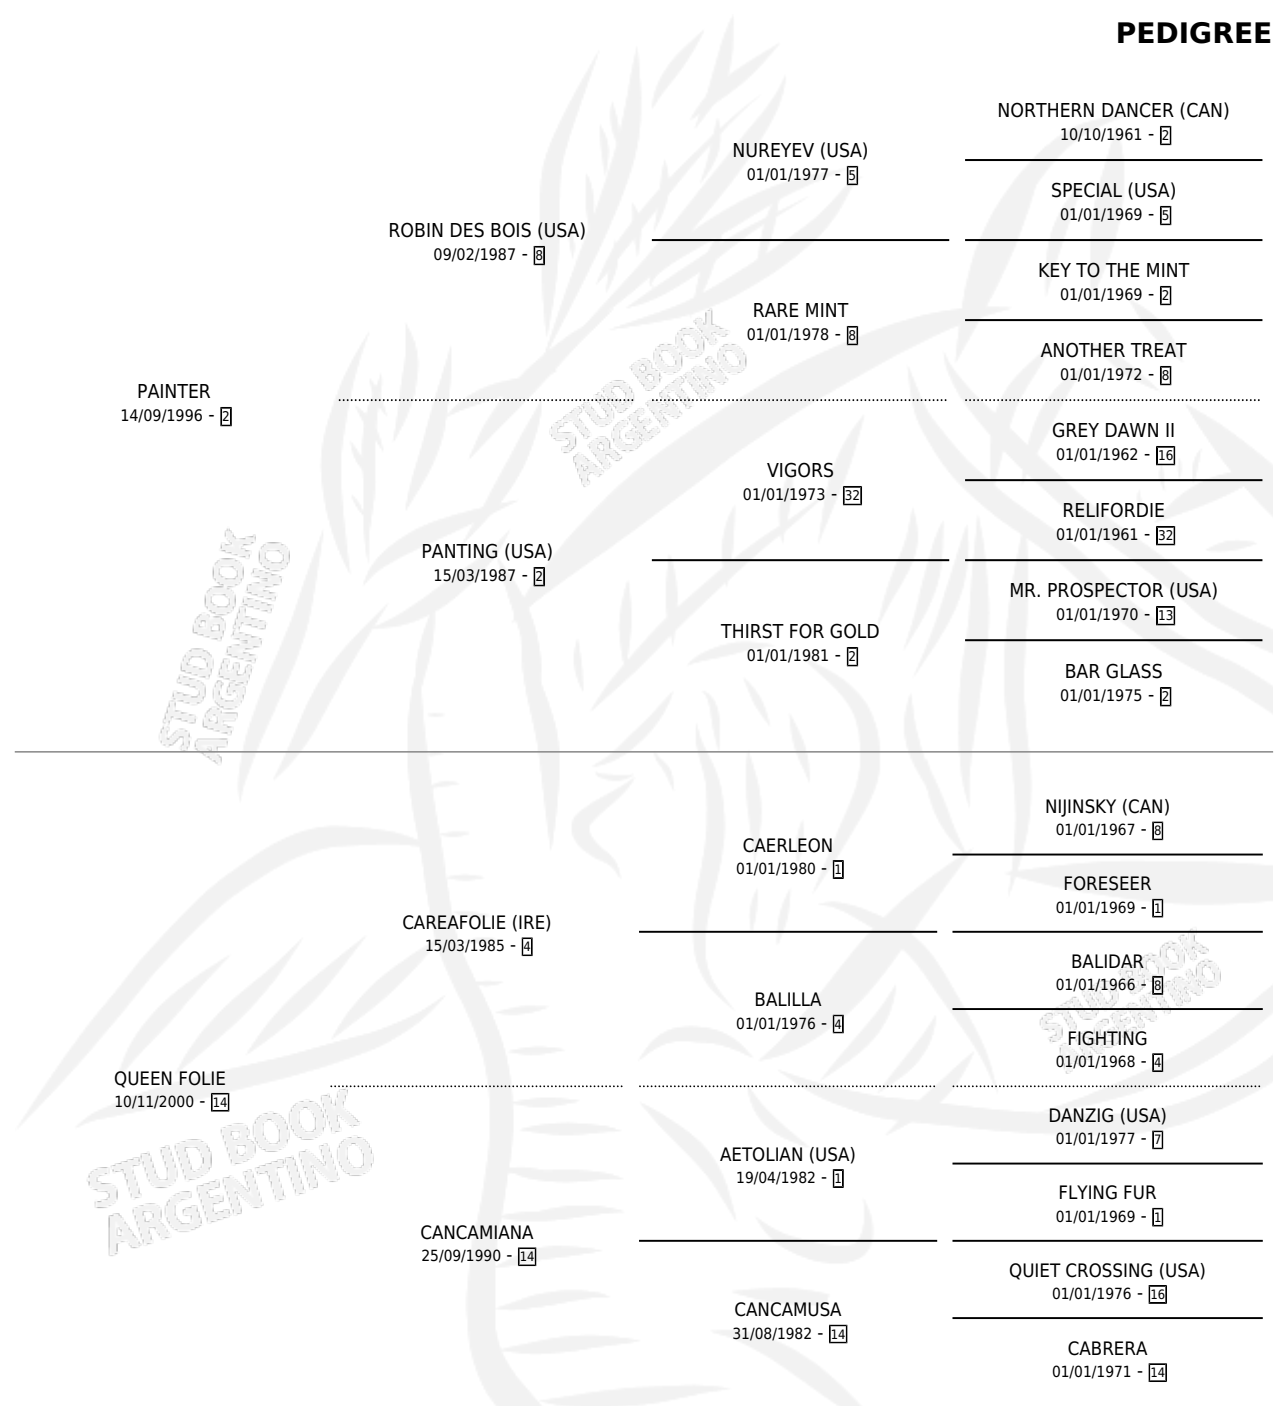 PEDIGREE
NORTHERN DANCER (CAN)
10/10/1961 - 2
NUREYEV (USA)
01/01/1977 - 5
SPECIAL (USA)
01/01/1969 - 5
ROBIN DES BOIS (USA)
09/02/1987 - 8
KEY TO THE MINT
01/01/1969 - 2
RARE MINT
01/01/1978 - 8
ANOTHER TREAT
01/01/1972 - 8
PAINTER
14/09/1996 - 2
STUD BOOK
ARGENTINO
GREY DAWN II
01/01/1962 - 16
VIGORS
01/01/1973 - 32
RELIFORDIE
01/01/1961 - 32
PANTING (USA)
15/03/1987 - 2
MR. PROSPECTOR (USA)
01/01/1970 - 13
THIRST FOR GOLD
01/01/1981 - 2
BAR GLASS
01/01/1975 - 2
STUD BOOK
ARGENTINO
NIJINSKY (CAN)
01/01/1967 - 8
CAERLEON
01/01/1980 - 1
FORESEER
01/01/1969 - 1
CAREAFOLIE (IRE)
15/03/1985 - 4
BALIDAR
01/01/1966 - 8
BALILLA
01/01/1976 - 4
STUD BOOK
ARGENTINO
FIGHTING
01/01/1968 - 4
QUEEN FOLIE
10/11/2000 - 14
STUD BOOK
ARGENTINO
DANZIG (USA)
01/01/1977 - 7
AETOLIAN (USA)
19/04/1982 - 1
FLYING FUR
01/01/1969 - 1
CANCAMIANA
25/09/1990 - 14
QUIET CROSSING (USA)
01/01/1976 - 16
CANCAMUSA
31/08/1982 - 14
CABRERA
01/01/1971 - 14